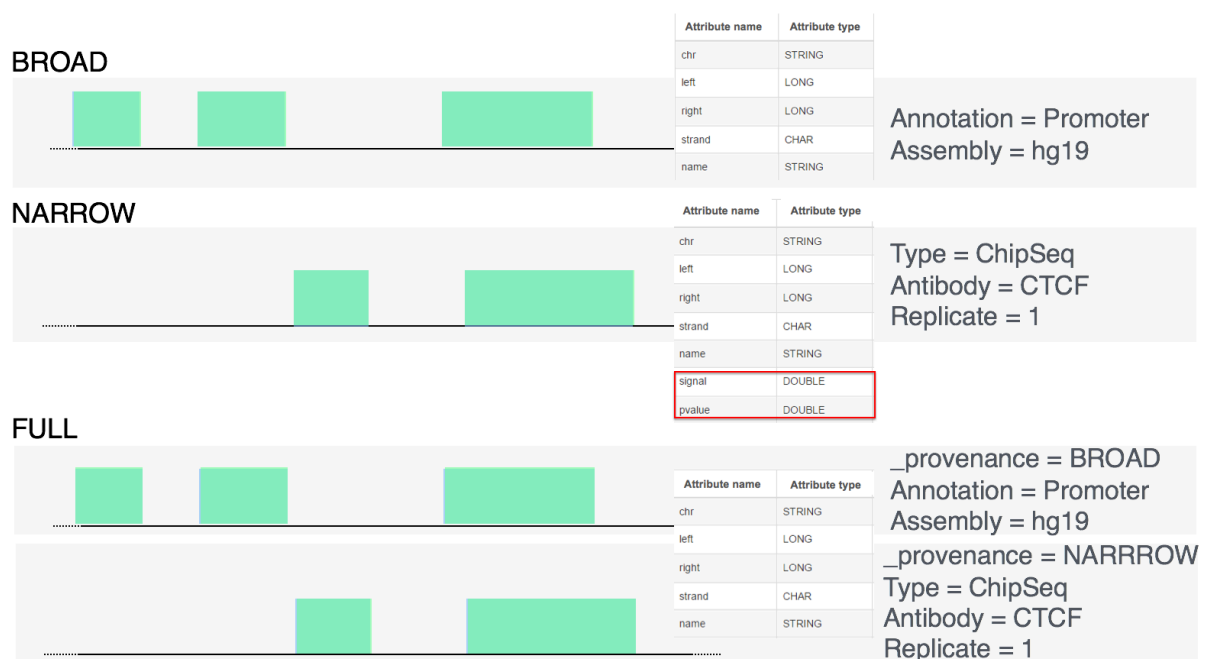 BROAD
Attribute name Attribute type
chr STRING
left LONG
right LONG
strand CHAR
name STRING
Annotation = Promoter
Assembly = hg19
NARROW
Attribute name Attribute type
chr STRING
left LONG
right LONG
strand CHAR
name STRING
signal DOUBLE
pvalue DOUBLE
Type = ChipSeq
Antibody = CTCF
Replicate = 1
FULL
Attribute name Attribute type
chr STRING
left LONG
right LONG
strand CHAR
name STRING
_provenance = BROAD
Annotation = Promoter
Assembly = hg19
_provenance = NARRROW
Type = ChipSeq
Antibody = CTCF
Replicate = 1